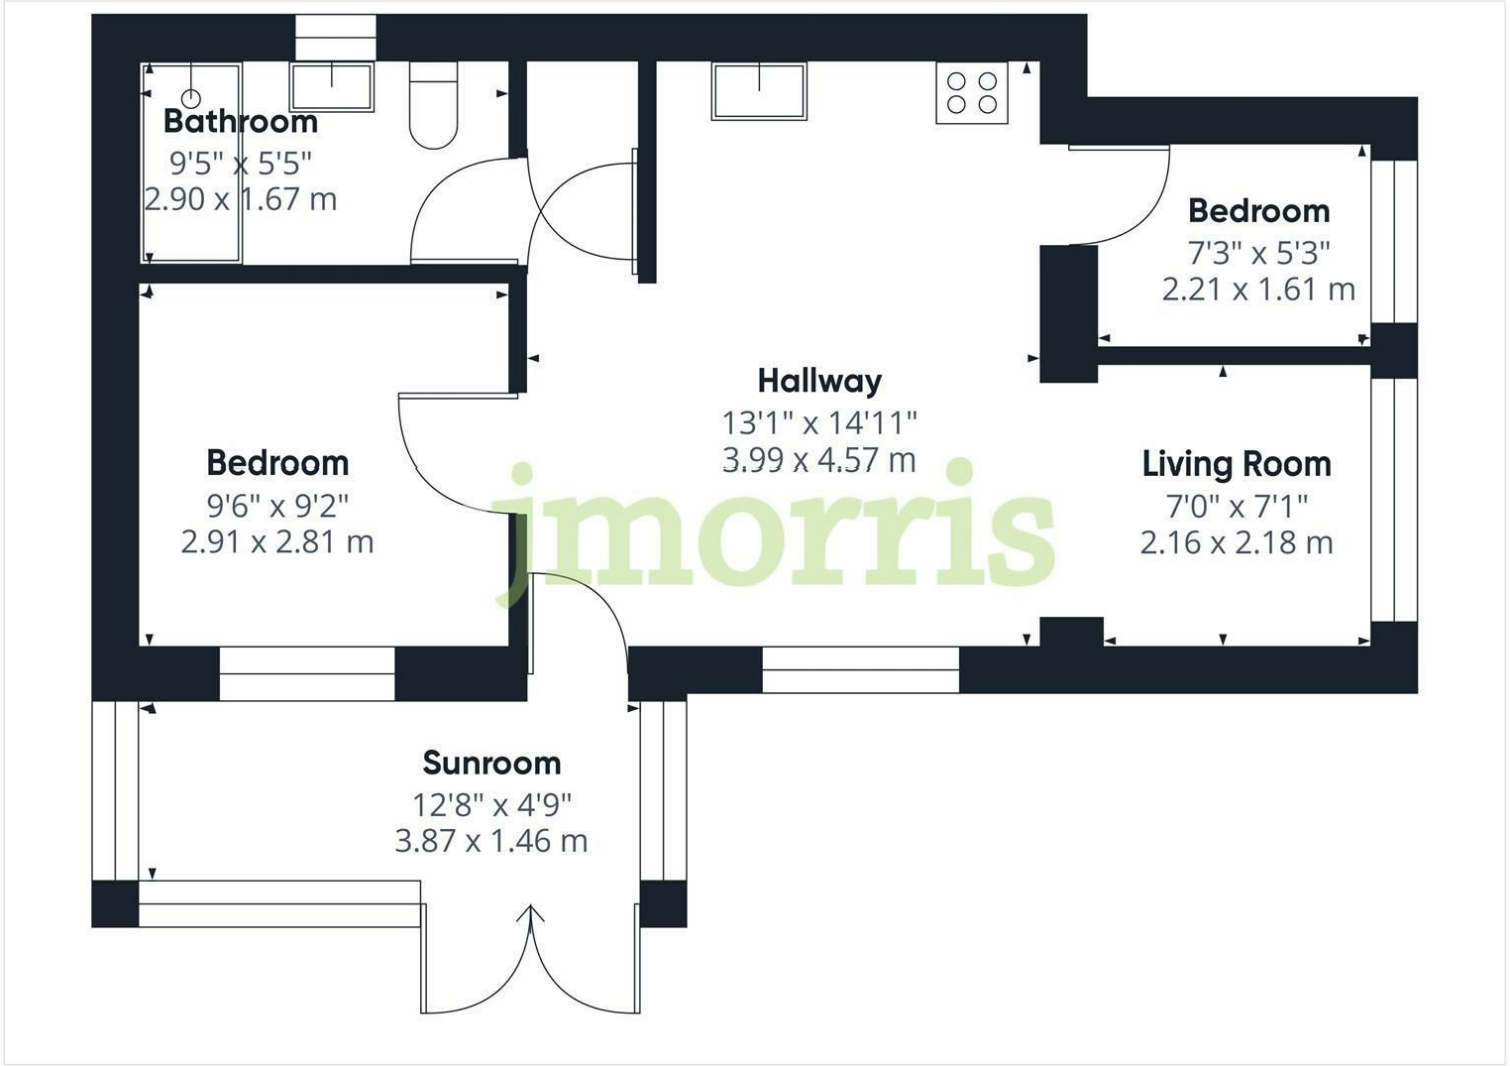 Bathroom
9'5" x 5'5"
2.90 x 1.67 m
Bedroom
7'3" x 5'3"
2.21 x 1.61 m
Hallway
13'1" x 14'11"
3.99 x 4.57 m
Bedroom
9'6" x 9'2"
2.91 x 2.81 m
Living Room
7'0" x 7'1"
2.16 x 2.18 m
jmorris
Sunroom
12'8" x 4'9"
3.87 x 1.46 m